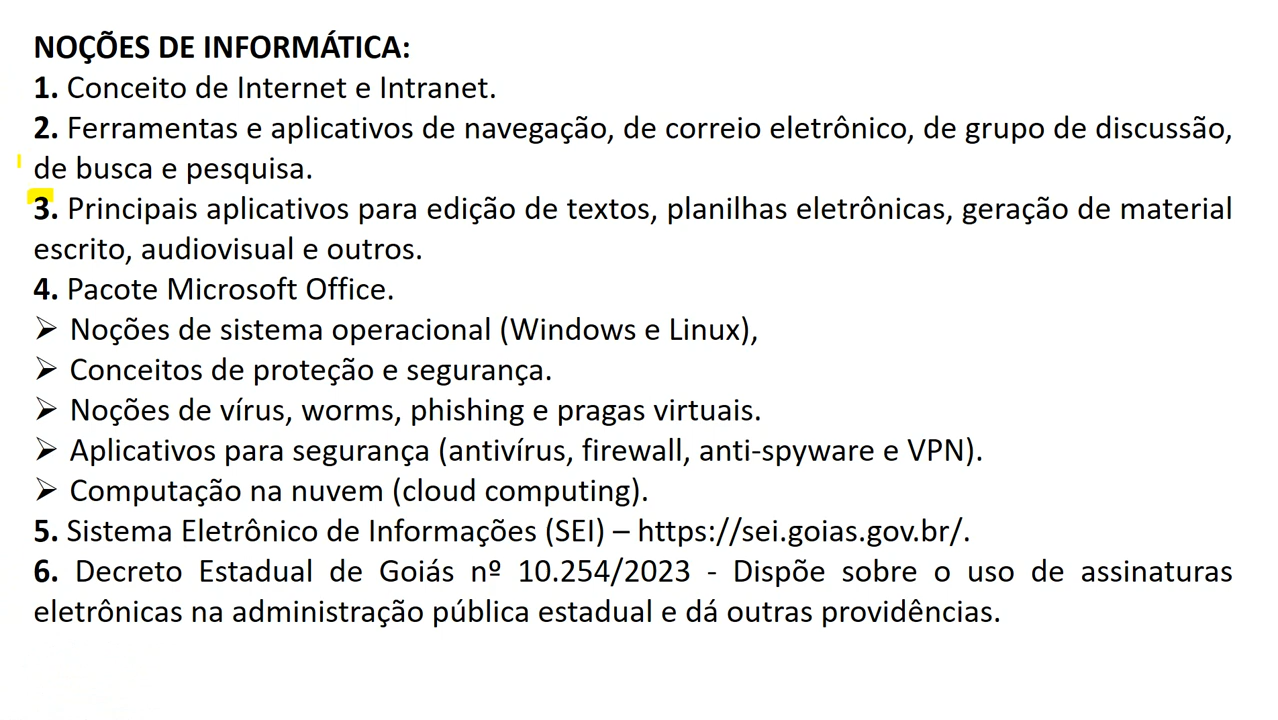 NOÇÕES DE INFORMÁTICA:
1. Conceito de Internet e Intranet.
2. Ferramentas e aplicativos de navegação, de correio eletrônico, de grupo de discussão,
de busca e pesquisa.
3. Principais aplicativos para edição de textos, planilhas eletrônicas, geração de material
escrito, audiovisual e outros.
4. Pacote Microsoft Office.
➢ Noções de sistema operacional (Windows e Linux),
➢ Conceitos de proteção e segurança.
➢ Noções de vírus, worms, phishing e pragas virtuais.
➢ Aplicativos para segurança (antivírus, firewall, anti-spyware e VPN).
➢ Computação na nuvem (cloud computing).
5. Sistema Eletrônico de Informações (SEI) – https://sei.goias.gov.br/.
6. Decreto Estadual de Goiás nº 10.254/2023 - Dispõe sobre o uso de assinaturas
eletrônicas na administração pública estadual e dá outras providências.